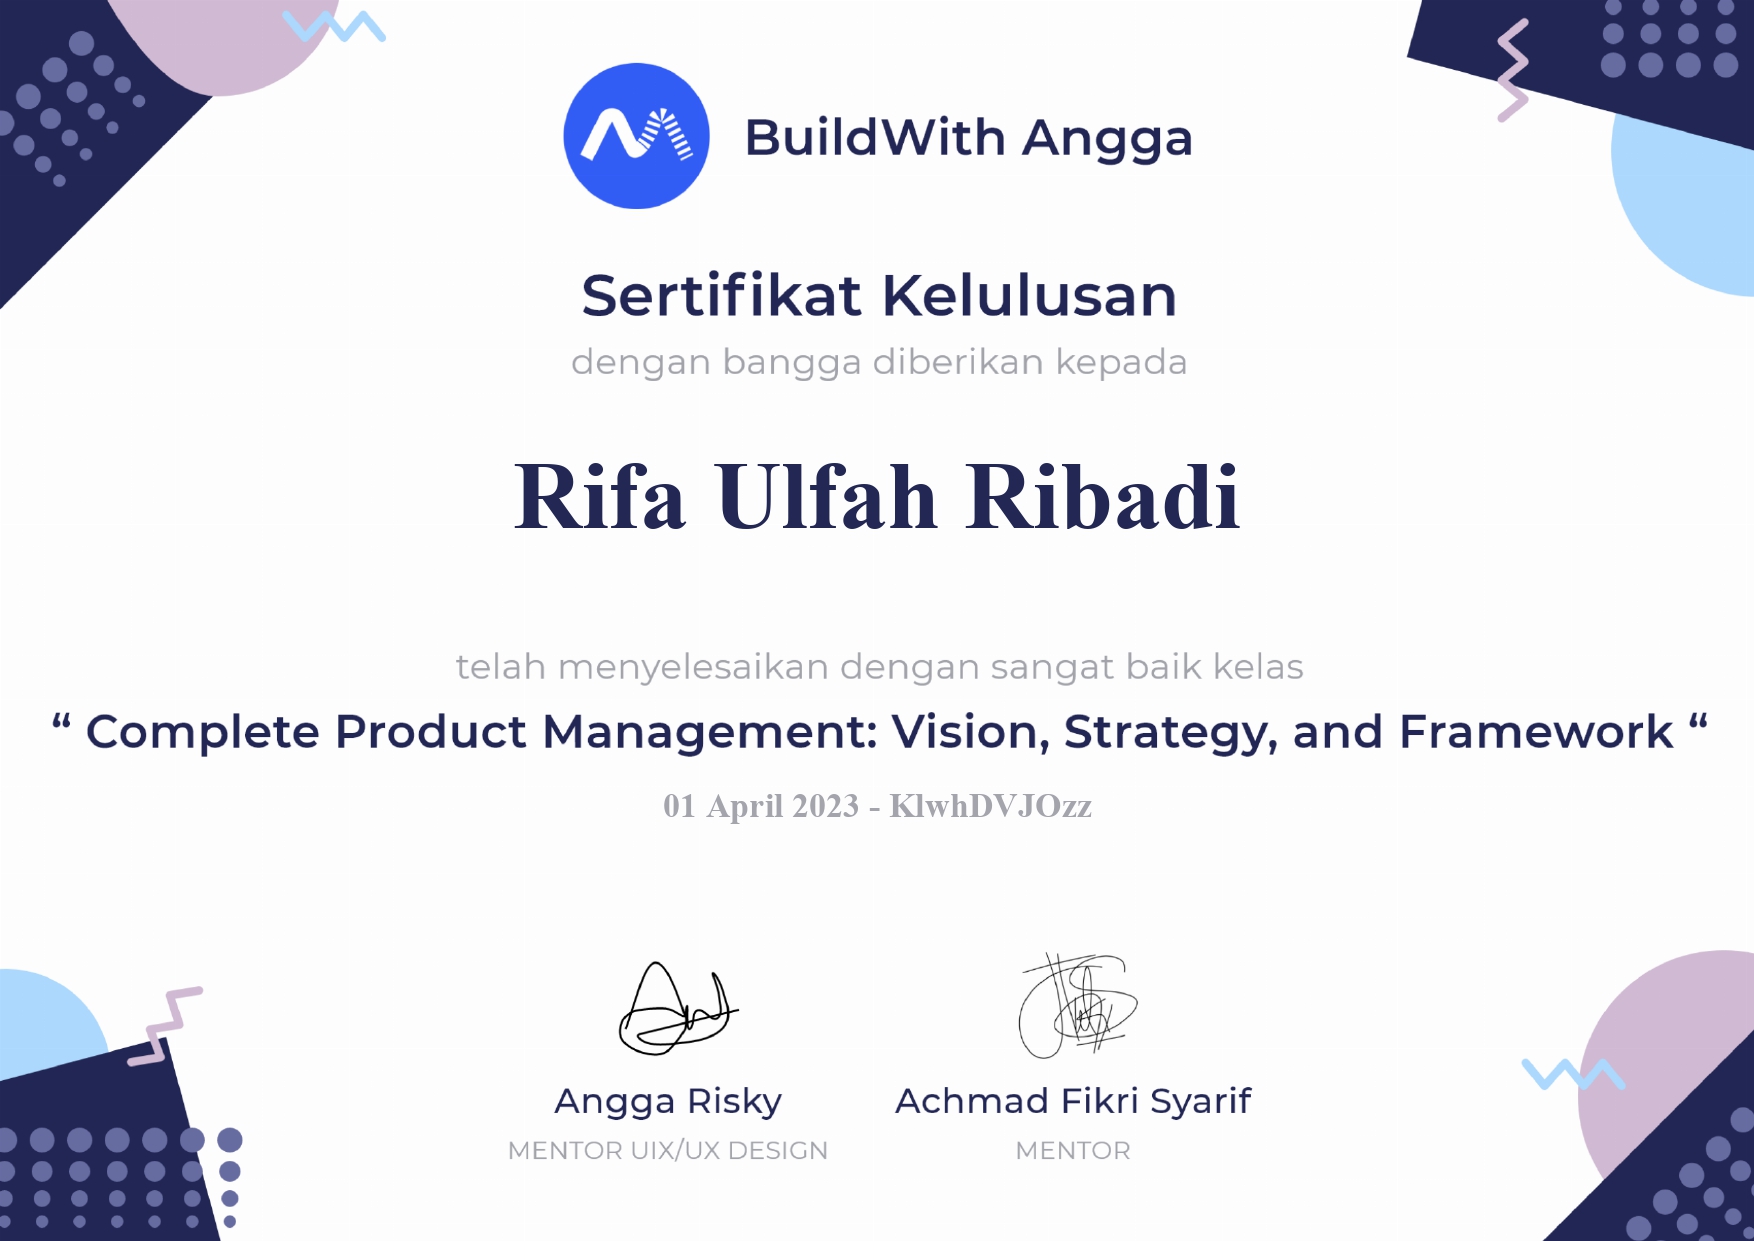 BuildWith Angga
Sertifikat Kelulusan
dengan bangga diberikan kepada
Rifa Ulfah Ribadi
telah menyelesaikan dengan sangat baik kelas
“ Complete Product Management: Vision, Strategy, and Framework “
01 April 2023 - KlwhDVJOzz
Angga Risky
MENTOR UIX/UX DESIGN
Achmad Fikri Syarif
MENTOR